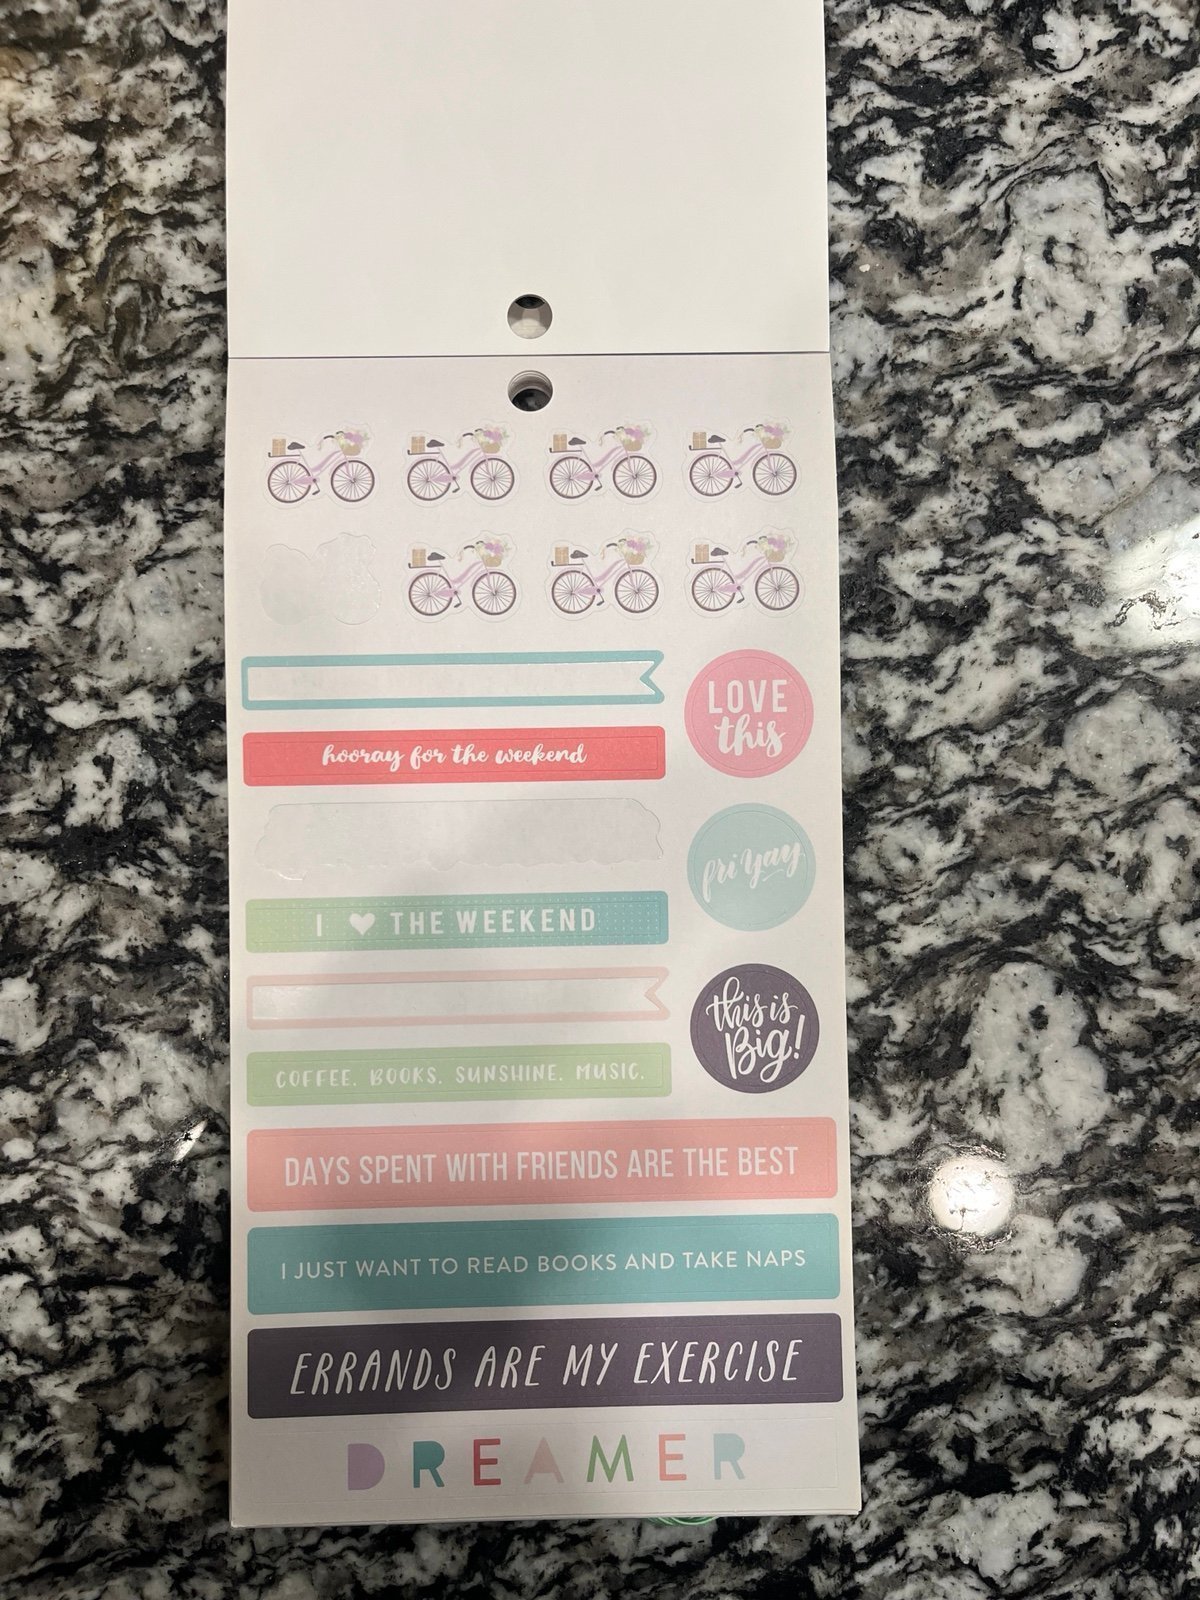 LOVE
this
hooray for the weekend
fri yay
I ♥ THE WEEKEND
this is
Big!
COFFEE. BOOKS. SUNSHINE. MUSIC.
DAYS SPENT WITH FRIENDS ARE THE BEST
I JUST WANT TO READ BOOKS AND TAKE NAPS
ERRANDS ARE MY EXERCISE
DREAMER